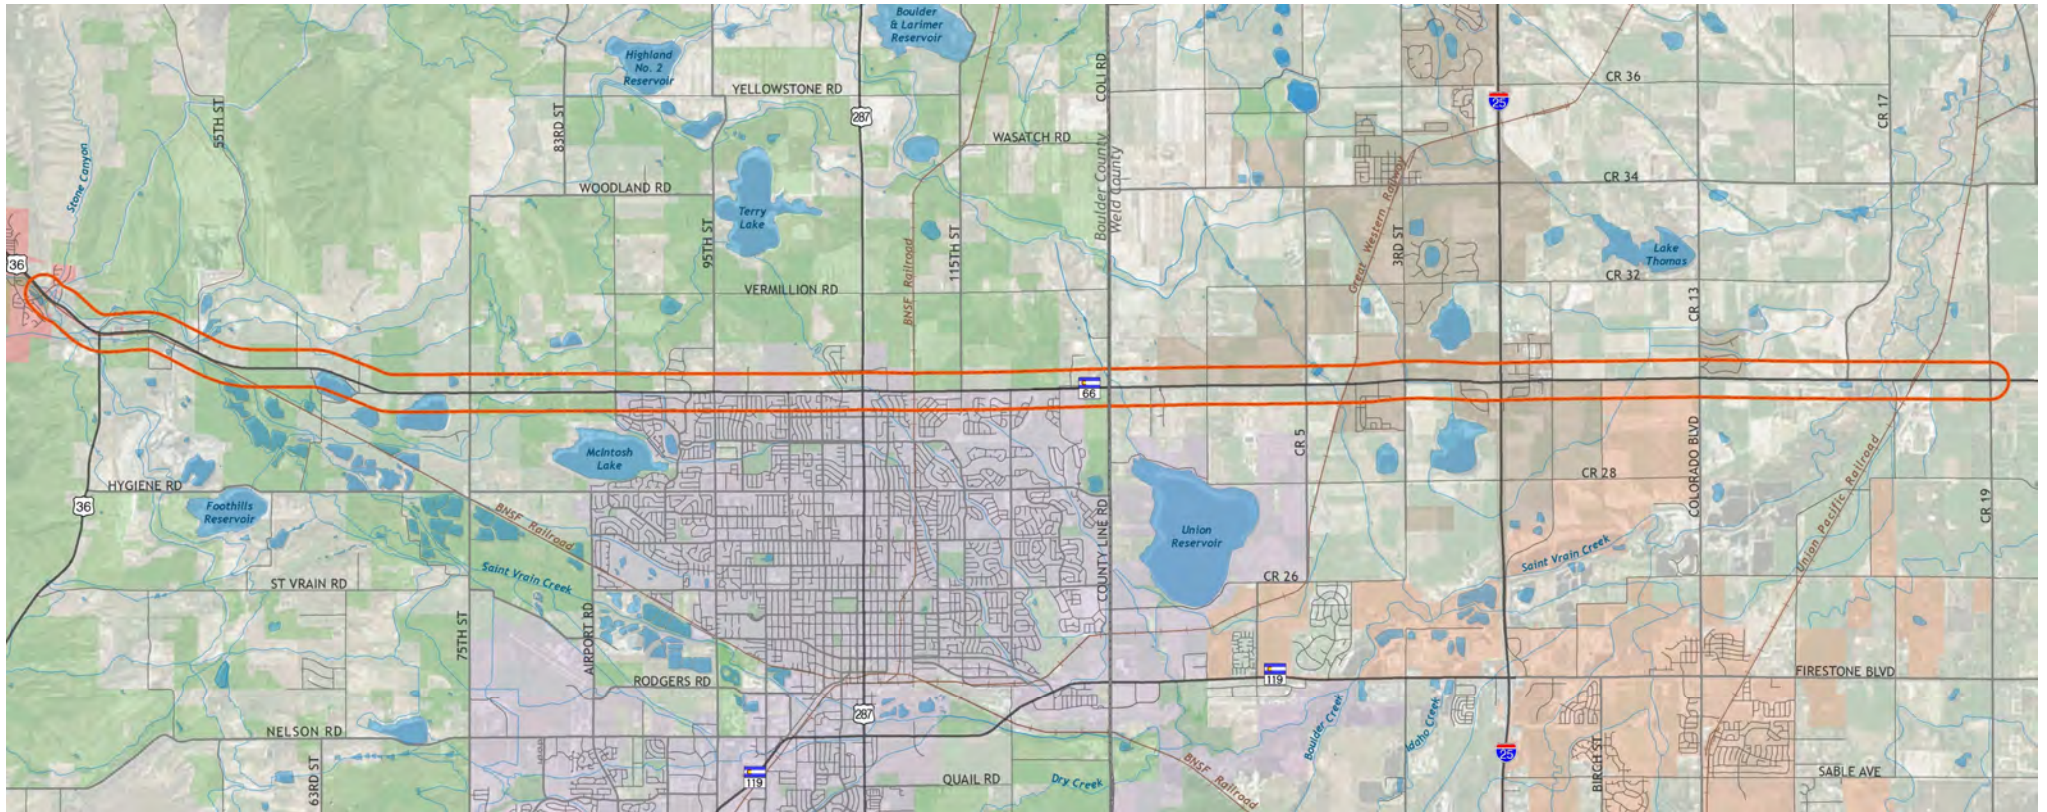 Boulder
& Larimer
Reservoir
Highland
No. 2
Reservoir
YELLOWSTONE RD
COLI RD
CR 36
25
CR 17
55TH ST
83RD ST
287
WASATCH RD
Stone Canyon
WOODLAND RD
Boulder County
Weld County
CR 34
Terry
Lake
95TH ST
BNSF Railroad
115TH ST
Great Western Railway
3RD ST
Lake
Thomas
CR 32
36
VERMILLION RD
CR 13
66
McIntosh
Lake
CR 5
COLORADO BLVD
CR 28
HYGIENE RD
36
Foothills
Reservoir
BNSF Railroad
COUNTY LINE RD
Union
Reservoir
Union Pacific Railroad
CR 19
Saint Vrain Creek
ST VRAIN RD
Saint Vrain Creek
CR 26
75TH ST
AIRPORT RD
RODGERS RD
119
FIRESTONE BLVD
287
NELSON RD
Boulder Creek
Idaho Creek
25
BIRCH ST
63RD ST
119
QUAIL RD
Dry Creek
BNSF Railroad
SABLE AVE